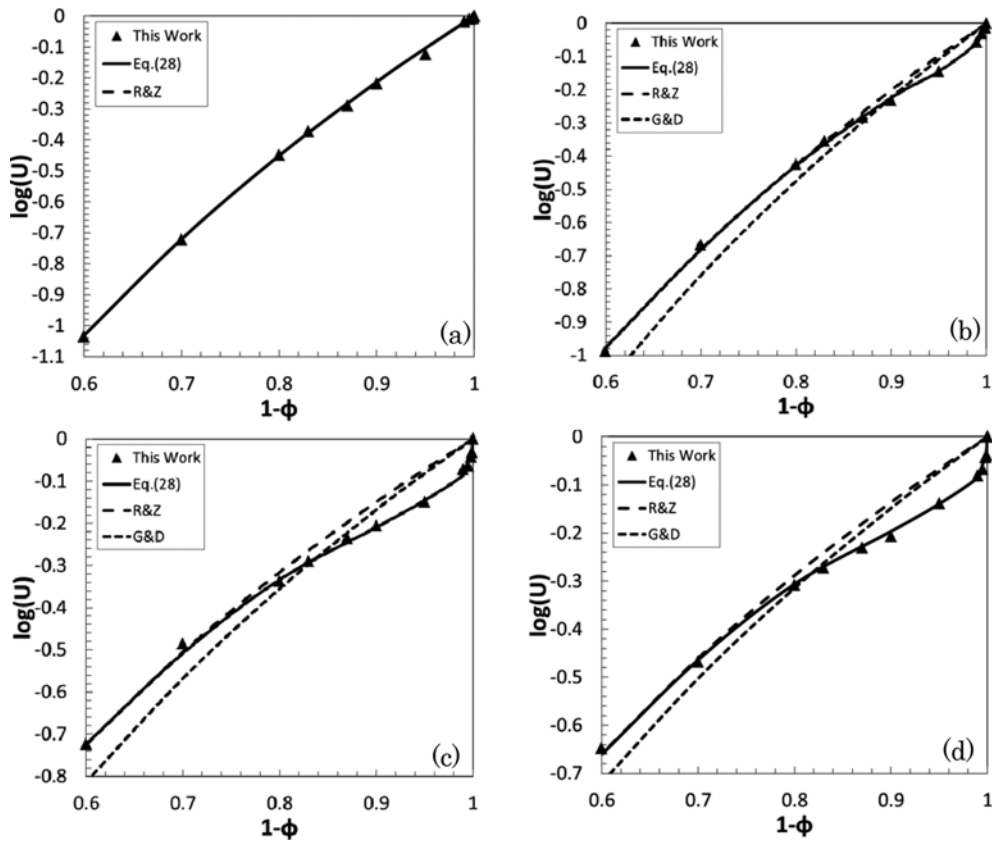 0
-0.1
-0.2
-0.3
-0.4
-0.5
-0.6
-0.7
-0.8
-0.9
-1
-1.1
log(U)
This Work
Eq.(28)
R&Z
(a)
0.6 0.7 0.8 0.9 1
1-ϕ
0
-0.1
-0.2
-0.3
-0.4
-0.5
-0.6
-0.7
-0.8
-0.9
-1
log(U)
This Work
Eq.(28)
R&Z
G&D
(b)
0.6 0.7 0.8 0.9 1
1-ϕ
0
-0.1
-0.2
-0.3
-0.4
-0.5
-0.6
-0.7
-0.8
log(U)
This Work
Eq.(28)
R&Z
G&D
(c)
0.6 0.7 0.8 0.9 1
1-ϕ
0
-0.1
-0.2
-0.3
-0.4
-0.5
-0.6
-0.7
log(U)
This Work
Eq.(28)
R&Z
G&D
(d)
0.6 0.7 0.8 0.9 1
1-ϕ